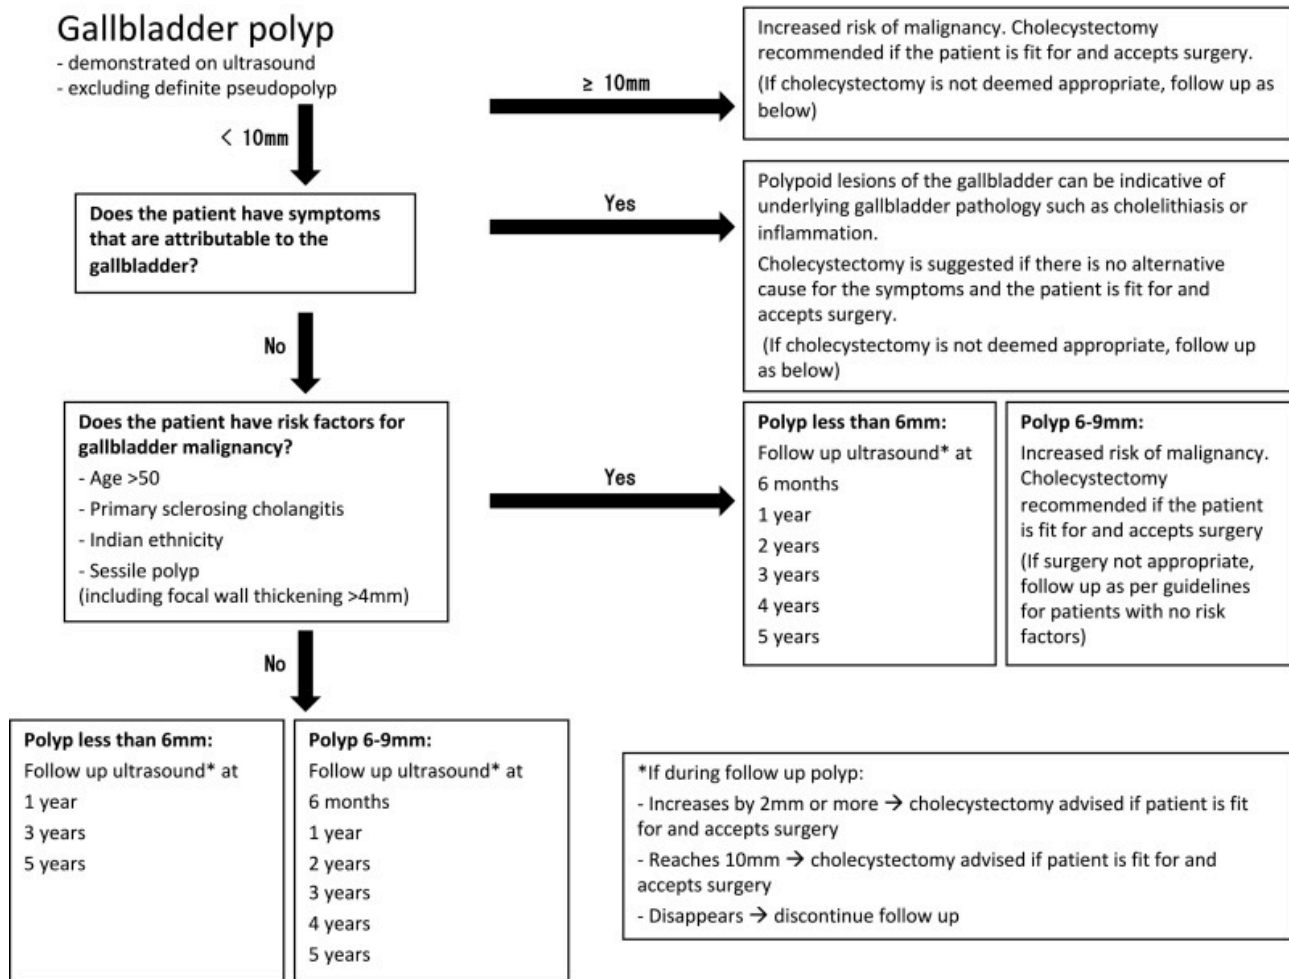 Gallbladder polyp
- demonstrated on ultrasound
- excluding definite pseudopolyp
≥ 10mm
Increased risk of malignancy. Cholecystectomy
recommended if the patient is fit for and accepts surgery.
(If cholecystectomy is not deemed appropriate, follow up as
below)
< 10mm
Does the patient have symptoms
that are attributable to the
gallbladder?
Yes
Polypoid lesions of the gallbladder can be indicative of
underlying gallbladder pathology such as cholelithiasis or
inflammation.
Cholecystectomy is suggested if there is no alternative
cause for the symptoms and the patient is fit for and
accepts surgery.
(If cholecystectomy is not deemed appropriate, follow up
as below)
No
Does the patient have risk factors for
gallbladder malignancy?
- Age >50
- Primary sclerosing cholangitis
- Indian ethnicity
- Sessile polyp
(including focal wall thickening >4mm)
Yes
Polyp less than 6mm:
Follow up ultrasound* at
6 months
1 year
2 years
3 years
4 years
5 years
Polyp 6-9mm:
Increased risk of malignancy.
Cholecystectomy
recommended if the patient
is fit for and accepts surgery
(If surgery not appropriate,
follow up as per guidelines
for patients with no risk
factors)
No
Polyp less than 6mm:
Follow up ultrasound* at
1 year
3 years
5 years
Polyp 6-9mm:
Follow up ultrasound* at
6 months
1 year
2 years
3 years
4 years
5 years
*If during follow up polyp:
- Increases by 2mm or more → cholecystectomy advised if patient is fit
for and accepts surgery
- Reaches 10mm → cholecystectomy advised if patient is fit for and
accepts surgery
- Disappears → discontinue follow up